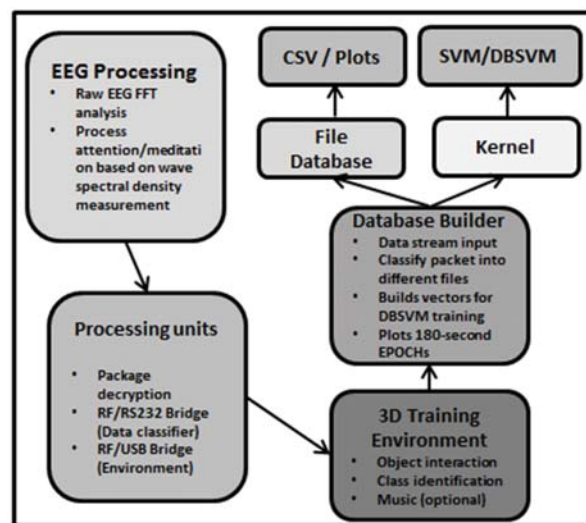 EEG Processing
• Raw EEG FFT
analysis
• Process
attention/meditati
on based on wave
spectral density
measurement
CSV / Plots
SVM/DBSVM
File
Database
Kernel
Database Builder
• Data stream input
• Classify packet into
different files
• Builds vectors for
DBSVM training
• Plots 180-second
EPOCHs
Processing units
• Package
decryption
• RF/RS232 Bridge
(Data classifier)
• RF/USB Bridge
(Environment)
3D Training
Environment
• Object interaction
• Class identification
• Music (optional)